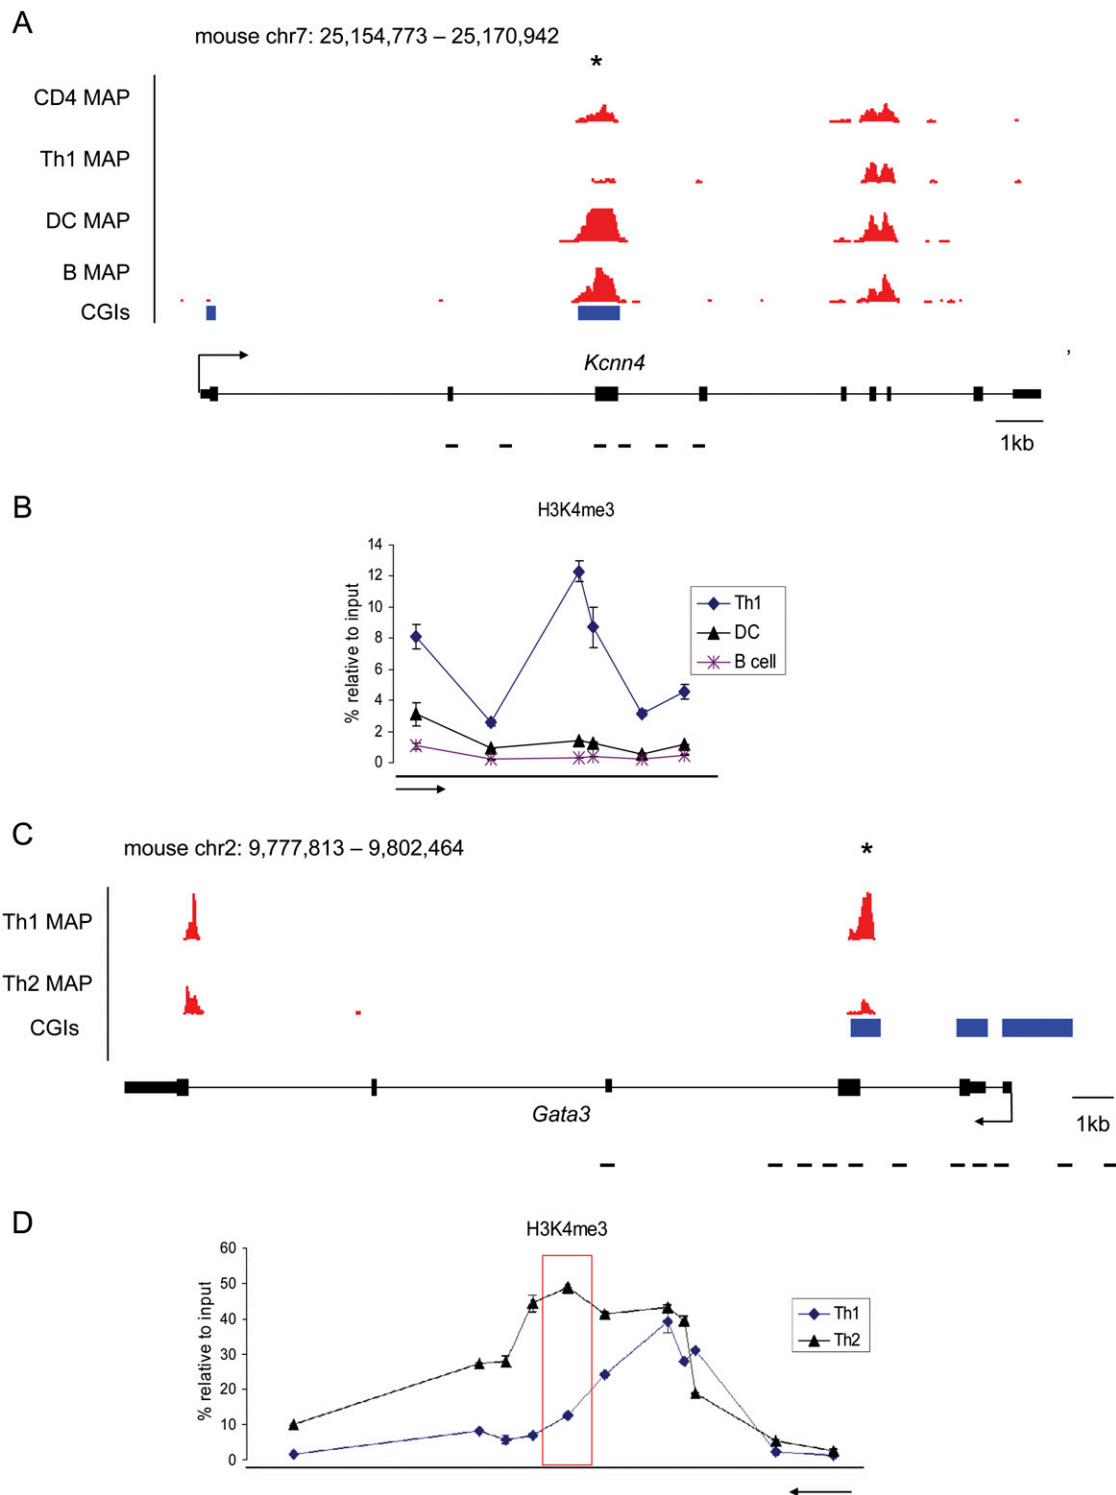 A
mouse chr7: 25,154,773 – 25,170,942
*
CD4 MAP
Th1 MAP
DC MAP
B MAP
CGIs
Kcnn4
,
1kb
B
H3K4me3
% relative to input
14
12
10
8
6
4
2
0
Th1
DC
B cell
C
mouse chr2: 9,777,813 – 9,802,464
*
Th1 MAP
Th2 MAP
CGIs
Gata3
1kb
D
H3K4me3
% relative to input
60
50
40
30
20
10
0
Th1
Th2